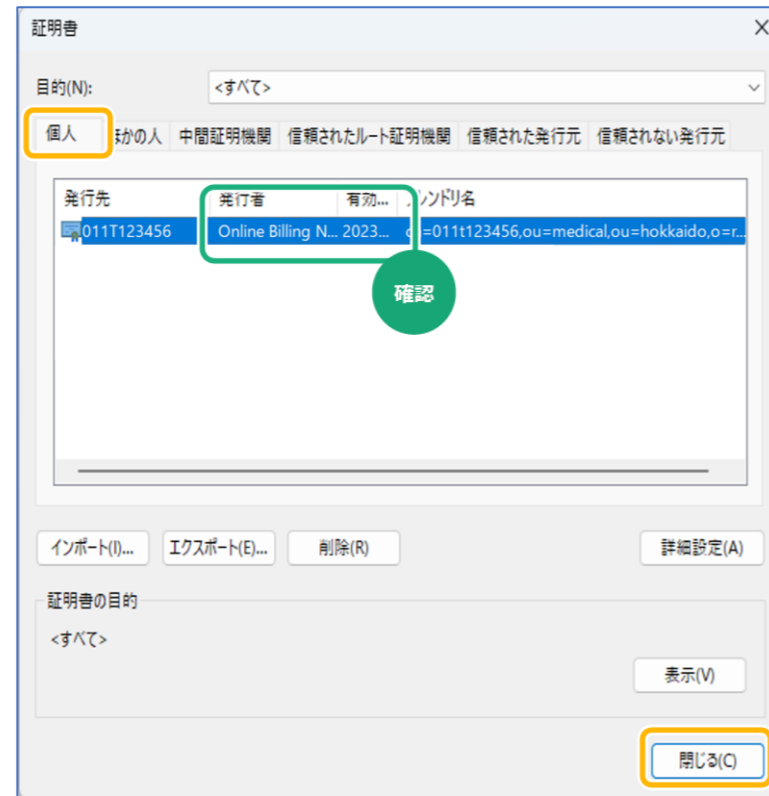 証明書
目的(N): <すべて>
個人 ほかの人 中間証明機関 信頼されたルート証明機関 信頼された発行元 信頼されない発行元
発行先 発行者 有効... フレンドリ名
011T123456 Online Billing N... 2023... =011t123456,ou=medical,ou=hokkaido,o=r...
確認
インポート(I)... エクスポート(E)... 削除(R) 詳細設定(A)
証明書の目的
<すべて>
表示(V)
閉じる(C)